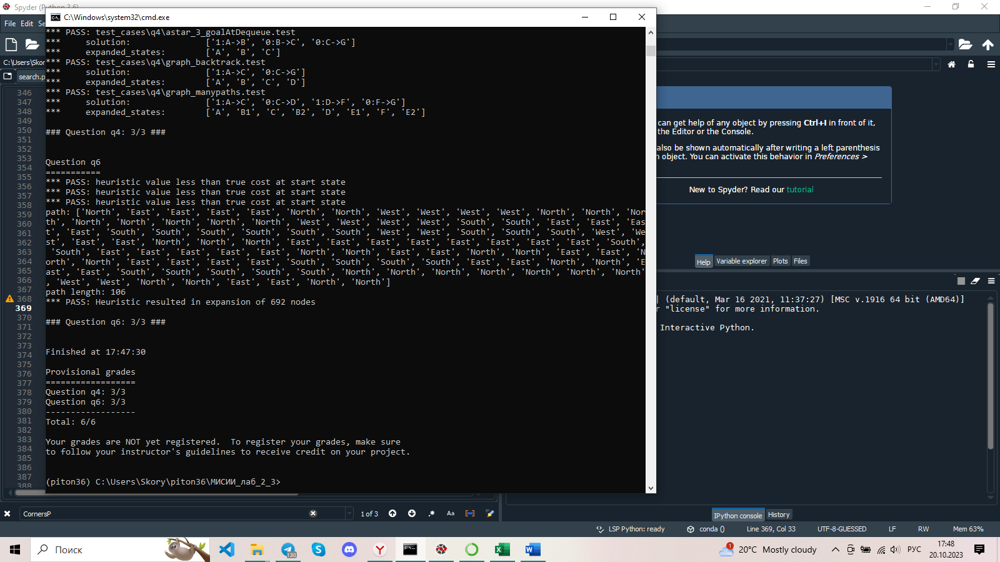 Spyder (Python 3.6)
C:\Windows\system32\cmd.exe
File Edit Se
C:\Users\Skor
search.p
*** PASS: test_cases\q4\astar_3_goalAtDequeue.test
*** solution: ['1:A->B', '0:B->C', '0:C->G']
*** expanded_states: ['A', 'B', 'C']
*** PASS: test_cases\q4\graph_backtrack.test
*** solution: ['1:A->C', '0:C->G']
*** expanded_states: ['A', 'B', 'C', 'D']
*** PASS: test_cases\q4\graph_manypaths.test
*** solution: ['1:A->C', '0:C->D', '1:D->F', '0:F->G']
*** expanded_states: ['A', 'B1', 'C', 'B2', 'D', 'E1', 'F', 'E2']
### Question q4: 3/3 ###
Question q6
===========
*** PASS: heuristic value less than true cost at start state
*** PASS: heuristic value less than true cost at start state
*** PASS: heuristic value less than true cost at start state
path: ['North', 'East', 'East', 'East', 'East', 'North', 'North', 'West', 'West', 'West', 'West', 'North', 'North', 'Nor
th', 'North', 'North', 'North', 'North', 'North', 'West', 'West', 'West', 'West', 'South', 'South', 'East', 'East', 'Eas
t', 'East', 'South', 'South', 'South', 'South', 'South', 'South', 'West', 'West', 'South', 'South', 'South', 'West', 'We
st', 'East', 'East', 'North', 'North', 'North', 'East', 'East', 'East', 'East', 'East', 'East', 'East', 'East', 'South',
'South', 'East', 'East', 'East', 'East', 'East', 'North', 'North', 'East', 'East', 'North', 'North', 'East', 'East', 'N
orth', 'North', 'East', 'East', 'East', 'South', 'South', 'South', 'South', 'East', 'East', 'North', 'North', 'E
ast', 'East', 'South', 'South', 'South', 'South', 'South', 'North', 'North', 'North', 'North', 'North', 'North', 'North'
, 'West', 'West', 'North', 'North', 'East', 'East', 'North', 'North']
path length: 106
*** PASS: Heuristic resulted in expansion of 692 nodes
### Question q6: 3/3 ###
Finished at 17:47:30
Provisional grades
==================
Question q4: 3/3
Question q6: 3/3
------------------
Total: 6/6
Your grades are NOT yet registered. To register your grades, make sure
to follow your instructor's guidelines to receive credit on your project.
(piton36) C:\Users\Skory\piton36\МИСИИ_лаб_2_3>
346
347
348
349
350
351
352
353
354
355
356
357
358
359
360
361
362
363
364
365
366
367
368
369
370
371
372
373
374
375
376
377
378
379
380
381
382
383
384
385
386
387
388
can get help of any object by pressing Ctrl+I in front of it,
the Editor or the Console.
also be shown automatically after writing a left parenthesis
n object. You can activate this behavior in Preferences >
New to Spyder? Read our tutorial
Help Variable explorer Plots Files
| (default, Mar 16 2021, 11:37:27) [MSC v.1916 64 bit (AMD64)]
r "license" for more information.
Interactive Python.
CornersP 1 of 3 Aa
IPython console History
LSP Python: ready conda () Line 369, Col 33 UTF-8-GUESSED LF RW Mem 63%
Поиск 130 1 20°C Mostly cloudy РУС 17:48
20.10.2023